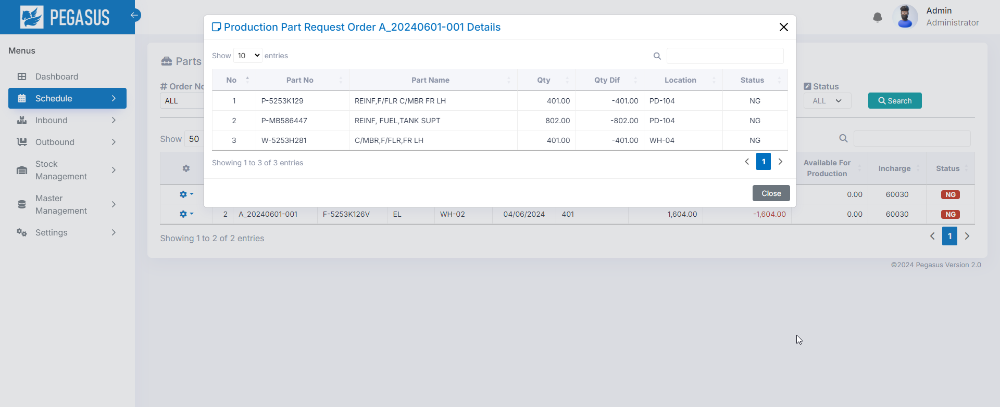 PEGASUS
Admin
Administrator
Menus
Dashboard
Schedule
Inbound
Outbound
Stock
Management
Master
Management
Settings
Production Part Request Order A_20240601-001 Details
Show 10 entries
No Part No Part Name Qty Qty Dif Location Status
1 P-5253K129 REINF,F/FLR C/MBR FR LH 401.00 -401.00 PD-104 NG
2 P-MB586447 REINF, FUEL,TANK SUPT 802.00 -802.00 PD-104 NG
3 W-5253H281 C/MBR,F/FLR,FR LH 401.00 -401.00 WH-04 NG
Showing 1 to 3 of 3 entries
1
Close
Parts
# Order No
ALL
Status
ALL
Search
Show 50
Available For
Production
Incharge
Status
0.00 60030 NG
2 A_20240601-001 F-5253K126V EL WH-02 04/06/2024 401 1,604.00 -1,604.00 0.00 60030 NG
Showing 1 to 2 of 2 entries
1
©2024 Pegasus Version 2.0